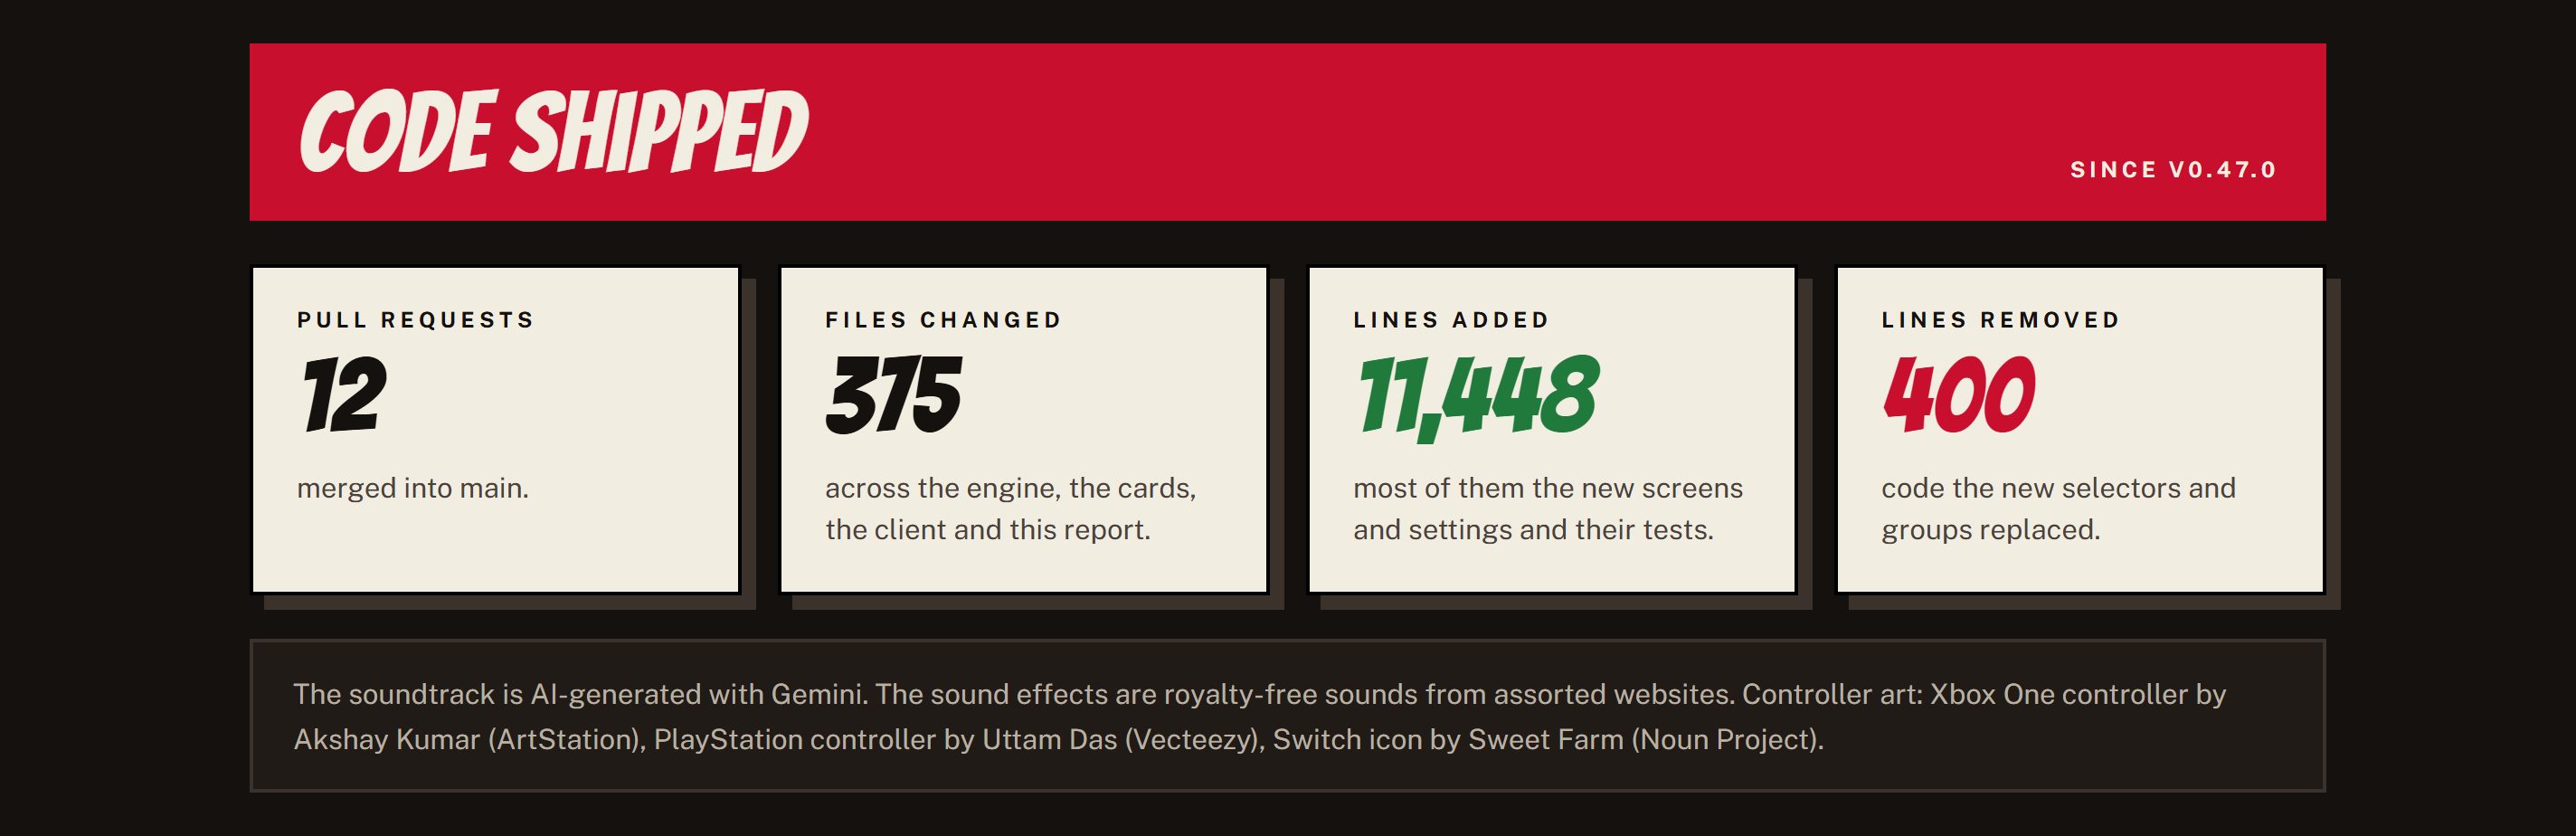 CODE SHIPPED
SINCE V0.47.0
PULL REQUESTS
12
merged into main.
FILES CHANGED
375
across the engine, the cards,
the client and this report.
LINES ADDED
11,448
most of them the new screens
and settings and their tests.
LINES REMOVED
400
code the new selectors and
groups replaced.
The soundtrack is AI-generated with Gemini. The sound effects are royalty-free sounds from assorted websites. Controller art: Xbox One controller by
Akshay Kumar (ArtStation), PlayStation controller by Uttam Das (Vecteezy), Switch icon by Sweet Farm (Noun Project).